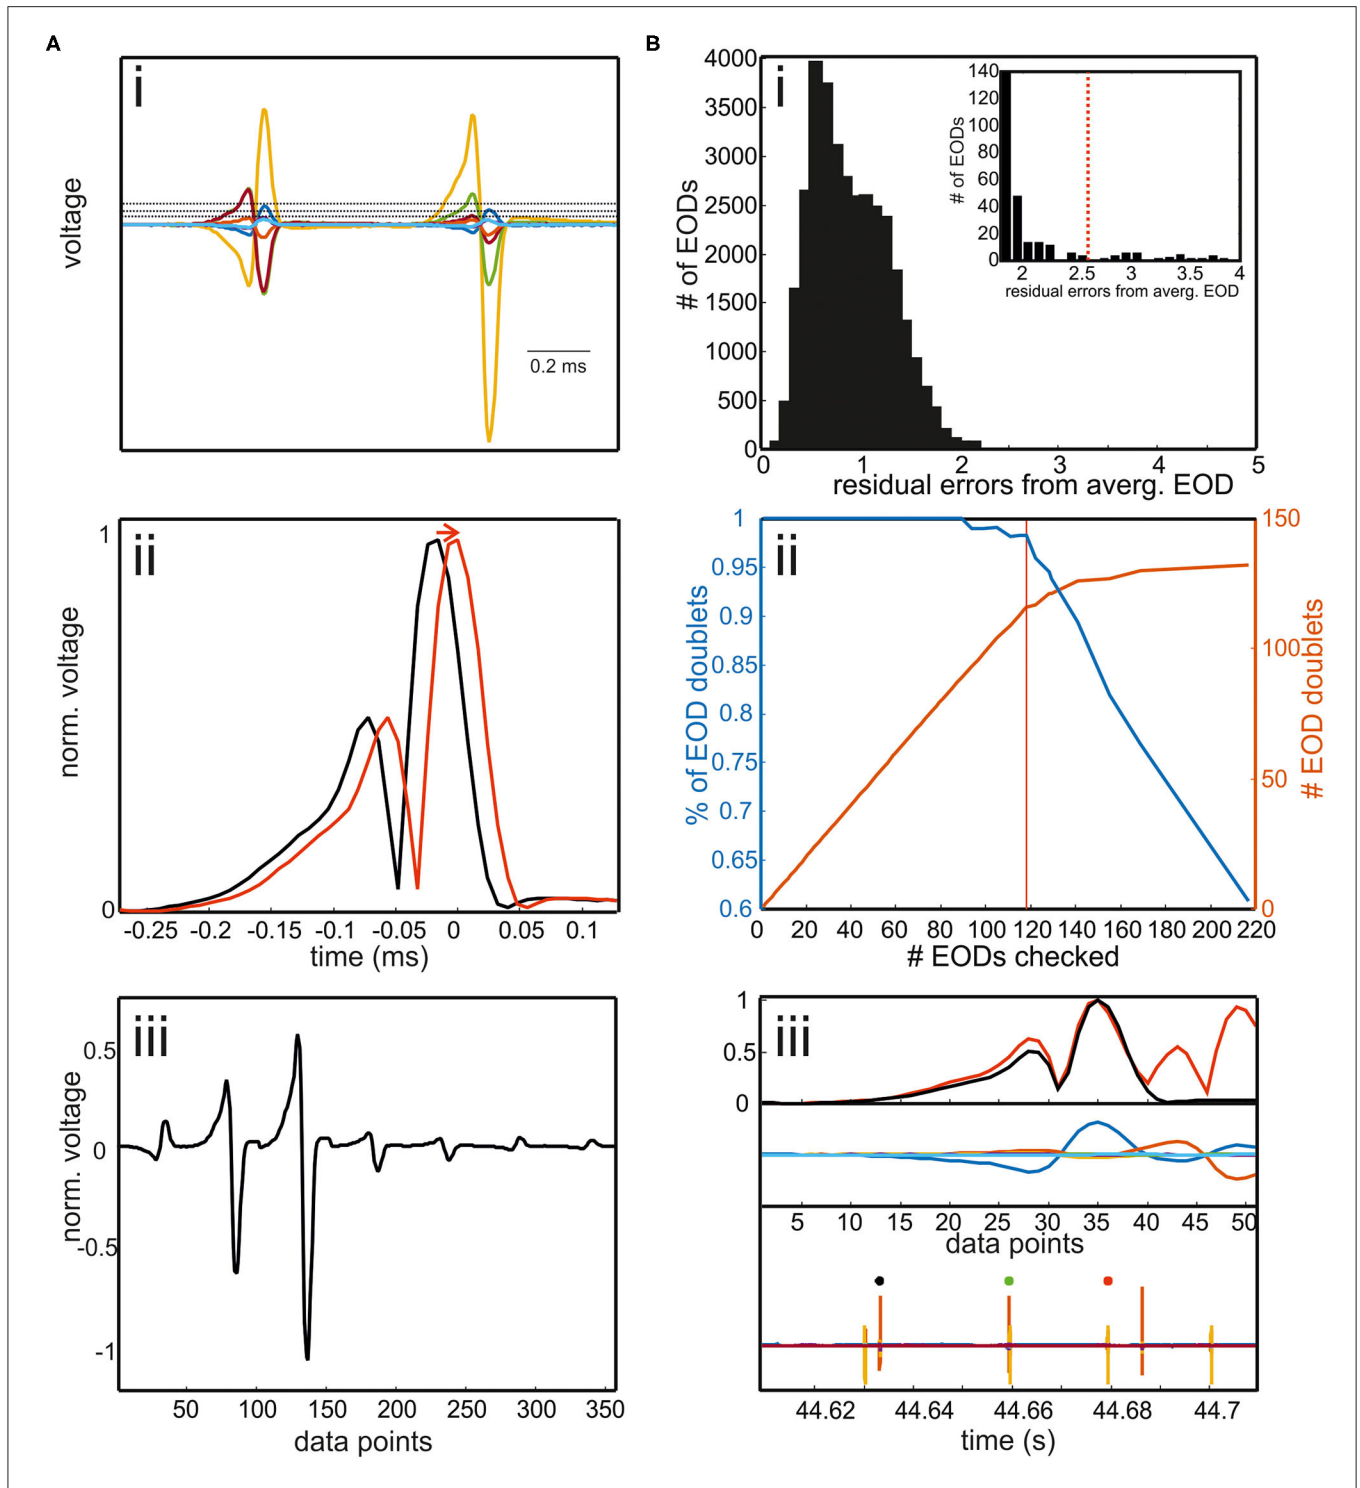 A
i
voltage
0.2 ms
ii
1
0
norm. voltage
-0.25 -0.2 -0.15 -0.1 -0.05 0 0.05 0.1
time (ms)
iii
0.5
0
-0.5
-1
norm. voltage
50 100 150 200 250 300 350
data points
B
i
4000
3500
3000
2500
2000
1500
1000
500
0
# of EODs
0 1 2 3 4 5
residual errors from averg. EOD
140
120
100
80
60
40
20
0
# of EODs
2 2.5 3 3.5 4
residual errors from averg. EOD
ii
1
0.95
0.9
0.85
0.8
0.75
0.7
0.65
0.6
% of EOD doublets
150
100
50
0
# EOD doublets
0 20 40 60 80 100 120 140 160 180 200 220
# EODs checked
iii
1
0.5
0
5 10 15 20 25 30 35 40 45 50
data points
44.62 44.64 44.66 44.68 44.7
time (s)